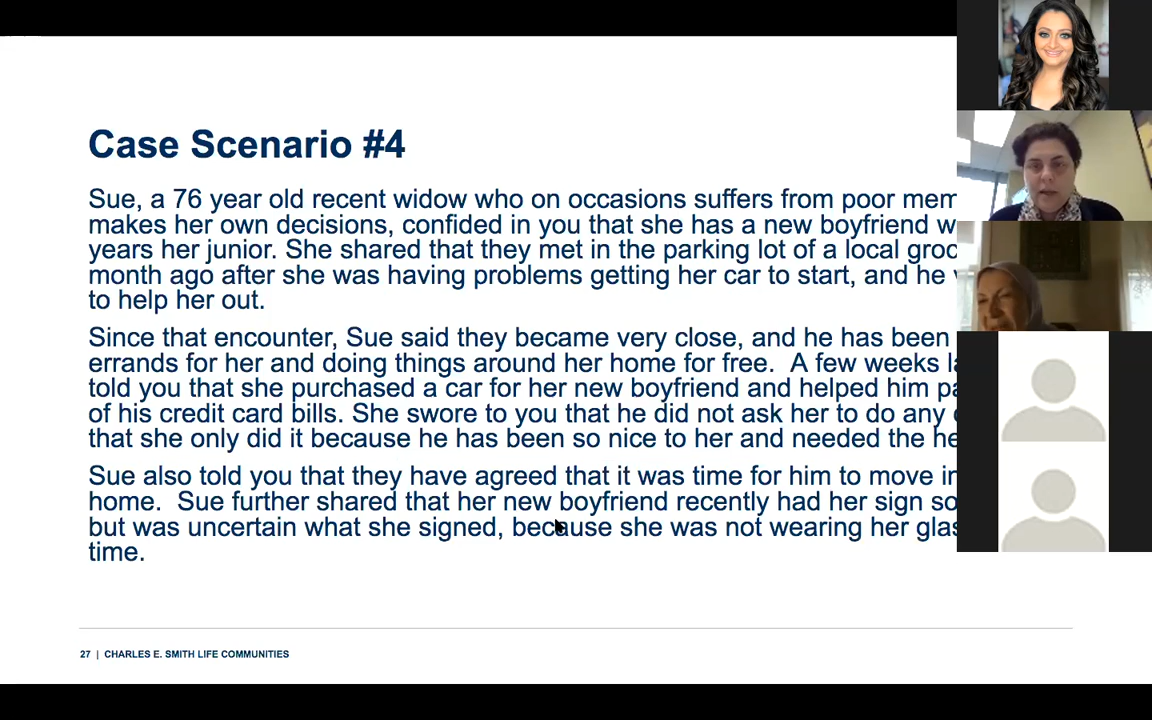 Case Scenario #4
Sue, a 76 year old recent widow who on occasions suffers from poor
makes her own decisions, confided in you that she has a new boyfriend
years her junior. She shared that they met in the parking lot of a local
month ago after she was having problems getting her car to start, and he
to help her out.
Since that encounter, Sue said they became very close, and he has been
errands for her and doing things around her home for free. A few weeks
told you that she purchased a car for her new boyfriend and helped him
of his credit card bills. She swore to you that he did not ask her to do any
that she only did it because he has been so nice to her and needed the
Sue also told you that they have agreed that it was time for him to move
home. Sue further shared that her new boyfriend recently had her sign
but was uncertain what she signed, because she was not wearing her
time.
27 | CHARLES E. SMITH LIFE COMMUNITIES